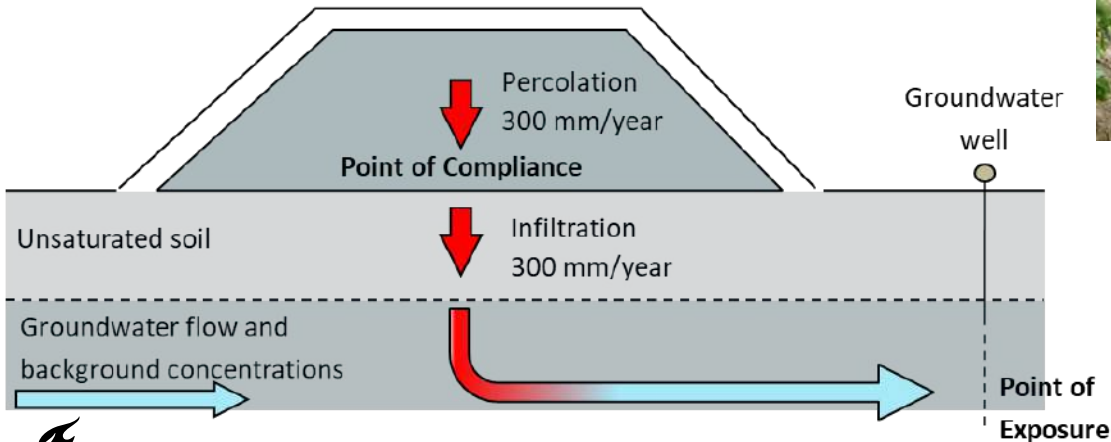 Percolation
300 mm/year
Point of Compliance
Groundwater
well
Unsaturated soil
Infiltration
300 mm/year
Groundwater flow and
background concentrations
Point of
Exposure